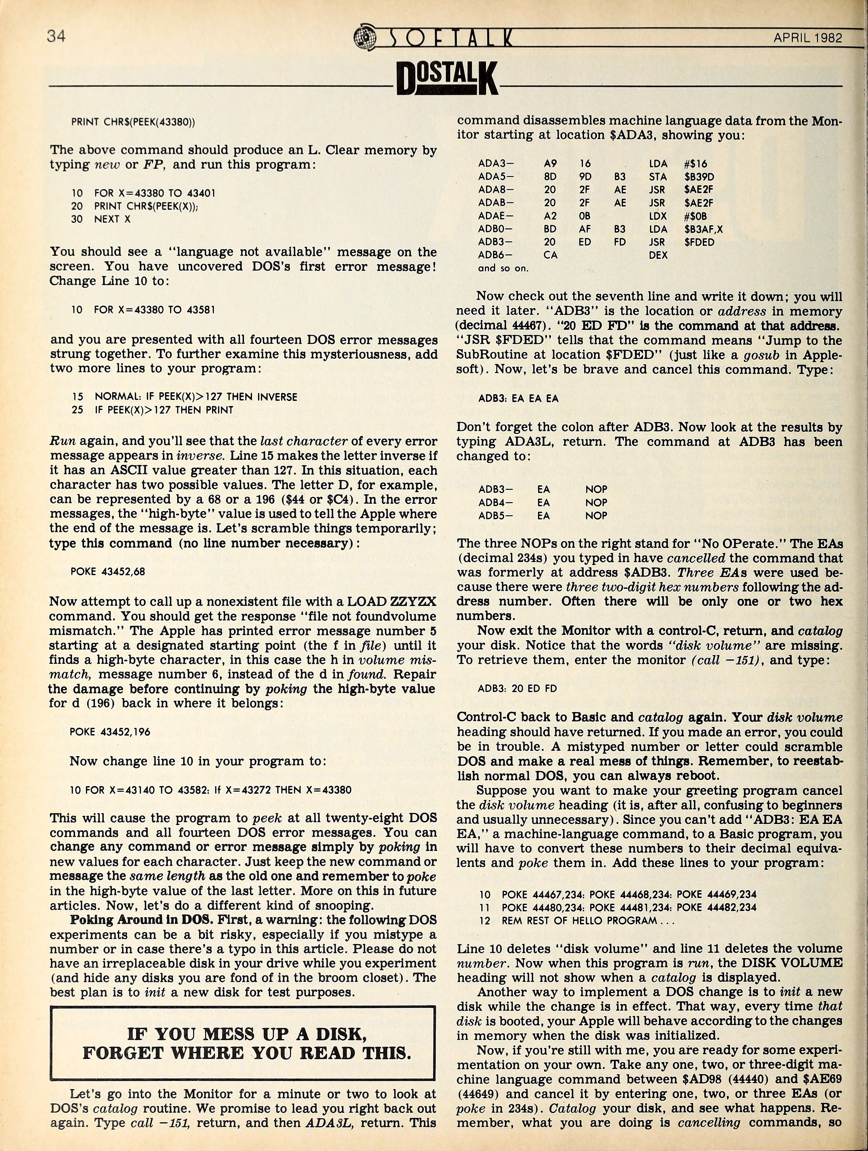 34
SOFTALK
APRIL 1982
DOSTALK
PRINT CHR$(PEEK(43380))
The above command should produce an L. Clear memory by
typing new or FP, and run this program:
10 FOR X=43380 TO 43401
20 PRINT CHR$(PEEK(X));
30 NEXT X
You should see a "language not available" message on the
screen. You have uncovered DOS's first error message!
Change Line 10 to:
10 FOR X=43380 TO 43581
and you are presented with all fourteen DOS error messages
strung together. To further examine this mysteriousness, add
two more lines to your program:
15 NORMAL: IF PEEK(X)>127 THEN INVERSE
25 IF PEEK(X)>127 THEN PRINT
Run again, and you'll see that the last character of every error
message appears in inverse. Line 15 makes the letter inverse if
it has an ASCII value greater than 127. In this situation, each
character has two possible values. The letter D, for example,
can be represented by a 68 or a 196 ($44 or $C4). In the error
messages, the "high-byte" value is used to tell the Apple where
the end of the message is. Let's scramble things temporarily;
type this command (no line number necessary):
POKE 43452,68
Now attempt to call up a nonexistent file with a LOAD ZZYZX
command. You should get the response "file not foundvolume
mismatch." The Apple has printed error message number 5
starting at a designated starting point (the f in file) until it
finds a high-byte character, in this case the h in volume mis-
match, message number 6, instead of the d in found. Repair
the damage before continuing by poking the high-byte value
for d (196) back in where it belongs:
POKE 43452,196
Now change line 10 in your program to:
10 FOR X=43140 TO 43582: If X=43272 THEN X=43380
This will cause the program to peek at all twenty-eight DOS
commands and all fourteen DOS error messages. You can
change any command or error message simply by poking in
new values for each character. Just keep the new command or
message the same length as the old one and remember to poke
in the high-byte value of the last letter. More on this in future
articles. Now, let's do a different kind of snooping.
Poking Around in DOS. First, a warning: the following DOS
experiments can be a bit risky, especially if you mistype a
number or in case there's a typo in this article. Please do not
have an irreplaceable disk in your drive while you experiment
(and hide any disks you are fond of in the broom closet). The
best plan is to init a new disk for test purposes.
IF YOU MESS UP A DISK,
FORGET WHERE YOU READ THIS.
Let's go into the Monitor for a minute or two to look at
DOS's catalog routine. We promise to lead you right back out
again. Type call -151, return, and then ADA3L, return. This
command disassembles machine language data from the Mon-
itor starting at location $ADA3, showing you:
ADA3– A9 16 LDA #$16
ADA5– 8D 9D B3 STA $B39D
ADA8– 20 2F AE JSR $AE2F
ADAB– 20 2F AE JSR $AE2F
ADAE– A2 0B LDX #$0B
ADB0– BD AF B3 LDA $B3AF,X
ADB3– 20 ED FD JSR $FDED
ADB6– CA DEX
and so on.
Now check out the seventh line and write it down; you will
need it later. "ADB3" is the location or address in memory
(decimal 44467). "20 ED FD" is the command at that address.
"JSR $FDED" tells that the command means "Jump to the
SubRoutine at location $FDED" (just like a gosub in Apple-
soft). Now, let's be brave and cancel this command. Type:
ADB3: EA EA EA
Don't forget the colon after ADB3. Now look at the results by
typing ADA3L, return. The command at ADB3 has been
changed to:
ADB3– EA NOP
ADB4– EA NOP
ADB5– EA NOP
The three NOPs on the right stand for "No OPerate." The EAs
(decimal 234s) you typed in have cancelled the command that
was formerly at address $ADB3. Three EAs were used be-
cause there were three two-digit hex numbers following the ad-
dress number. Often there will be only one or two hex
numbers.
Now exit the Monitor with a control-C, return, and catalog
your disk. Notice that the words "disk volume" are missing.
To retrieve them, enter the monitor (call –151), and type:
ADB3: 20 ED FD
Control-C back to Basic and catalog again. Your disk volume
heading should have returned. If you made an error, you could
be in trouble. A mistyped number or letter could scramble
DOS and make a real mess of things. Remember, to reestab-
lish normal DOS, you can always reboot.
Suppose you want to make your greeting program cancel
the disk volume heading (it is, after all, confusing to beginners
and usually unnecessary). Since you can't add "ADB3: EA EA
EA," a machine-language command, to a Basic program, you
will have to convert these numbers to their decimal equiva-
lents and poke them in. Add these lines to your program:
10 POKE 44467,234: POKE 44468,234: POKE 44469,234
11 POKE 44480,234: POKE 44481,234: POKE 44482,234
12 REM REST OF HELLO PROGRAM . . .
Line 10 deletes "disk volume" and line 11 deletes the volume
number. Now when this program is run, the DISK VOLUME
heading will not show when a catalog is displayed.
Another way to implement a DOS change is to init a new
disk while the change is in effect. That way, every time that
disk is booted, your Apple will behave according to the changes
in memory when the disk was initialized.
Now, if you're still with me, you are ready for some experi-
mentation on your own. Take any one, two, or three-digit ma-
chine language command between $AD98 (44440) and $AE69
(44649) and cancel it by entering one, two, or three EAs (or
poke in 234s). Catalog your disk, and see what happens. Re-
member, what you are doing is cancelling commands, so